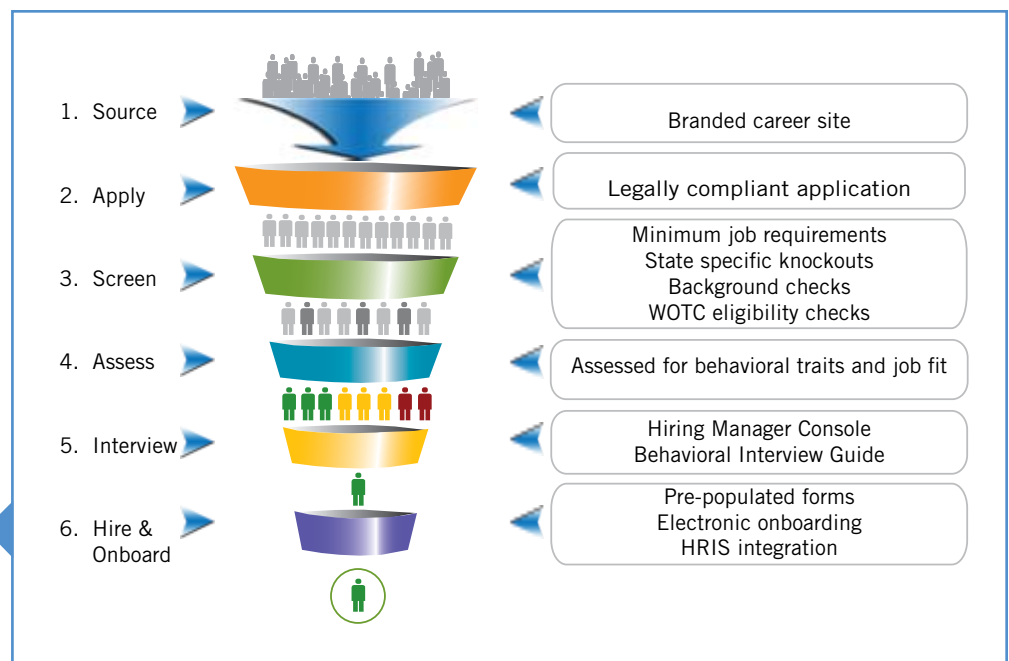 1. Source
Branded career site
2. Apply
Legally compliant application
3. Screen
Minimum job requirements
State specific knockouts
Background checks
WOTC eligibility checks
4. Assess
Assessed for behavioral traits and job fit
5. Interview
Hiring Manager Console
Behavioral Interview Guide
6. Hire &
Onboard
Pre-populated forms
Electronic onboarding
HRIS integration